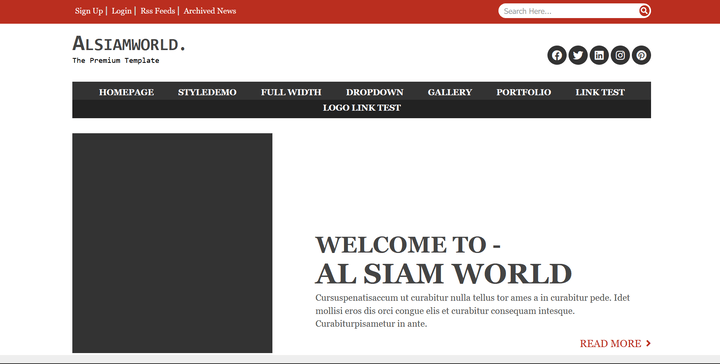 Sign Up | Login | Rss Feeds | Archived News
Search Here...
ALSIAMWORLD.
The Premium Template
HOMEPAGE STYLEDEMO FULL WIDTH DROPDOWN GALLERY PORTFOLIO LINK TEST
LOGO LINK TEST
WELCOME TO -
AL SIAM WORLD
Cursuspenatisaccum ut curabitur nulla tellus tor ames a in curabitur pede. Idet
mollisi eros dis orci congue elis et curabitur consequam intesque.
Curabiturpisametur in ante.
READ MORE